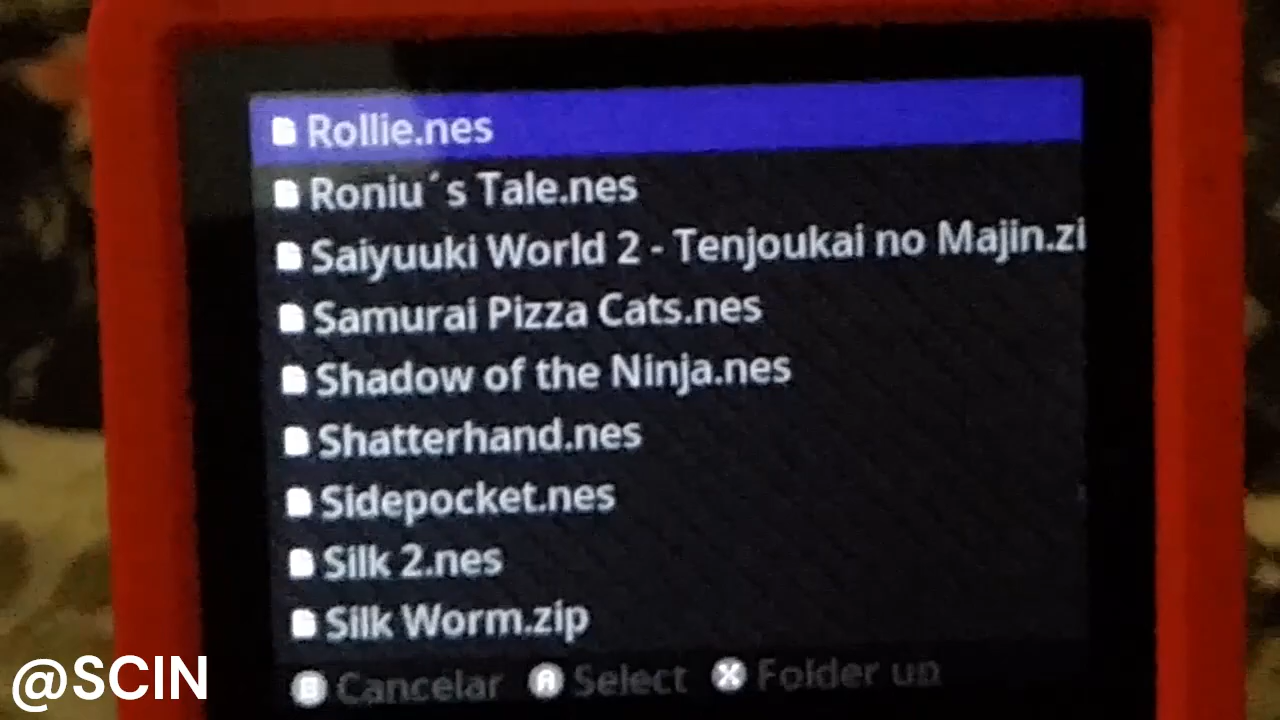 Rollie.nes
Roniu´s Tale.nes
Saiyuuki World 2 - Tenjoukai no Majin.zi
Samurai Pizza Cats.nes
Shadow of the Ninja.nes
Shatterhand.nes
Sidepocket.nes
Silk 2.nes
Silk Worm.zip
B Cancelar A Select X Folder up
@SCIN